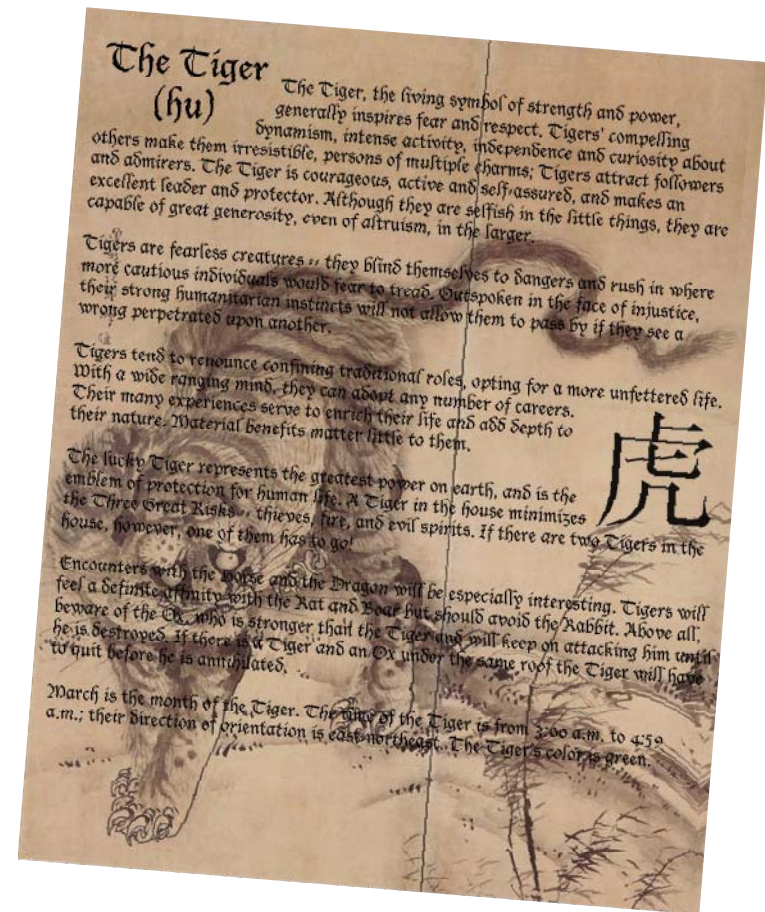 The Tiger
(hu)
The Tiger, the living symbol of strength and power,
generally inspires fear and respect. Tigers' compelling
dynamism, intense activity, independence and curiosity about
others make them irresistible, persons of multiple charms; Tigers attract followers
and admirers. The Tiger is courageous, active and self-assured, and makes an
excellent leader and protector. Although they are selfish in the little things, they are
capable of great generosity, even of altruism, in the larger.
Tigers are fearless creatures -- they blind themselves to dangers and rush in where
more cautious individuals would fear to tread. Outspoken in the face of injustice,
their strong humanitarian instincts will not allow them to pass by if they see a
wrong perpetrated upon another.
Tigers tend to renounce confining traditional roles, opting for a more unfettered life.
With a wide ranging mind, they can adopt any number of careers.
Their many experiences serve to enrich their life and add depth to
their nature. Material benefits matter little to them.
虎
The lucky Tiger represents the greatest power on earth, and is the
emblem of protection for human life. A Tiger in the house minimizes
the Three Great Risks -- thieves, fire, and evil spirits. If there are two Tigers in the
house, however, one of them has to go!
Encounters with the Horse and the Dragon will be especially interesting. Tigers will
feel a definite affinity with the Rat and Boar but should avoid the Rabbit. Above all,
beware of the Ox, who is stronger than the Tiger and will keep on attacking him until
he is destroyed. If there is a Tiger and an Ox under the same roof the Tiger will have
to quit before he is annihilated.
March is the month of the Tiger. The time of the Tiger is from 3:00 a.m. to 4:59
a.m.; their direction of orientation is east-northeast. The Tiger's color is green.